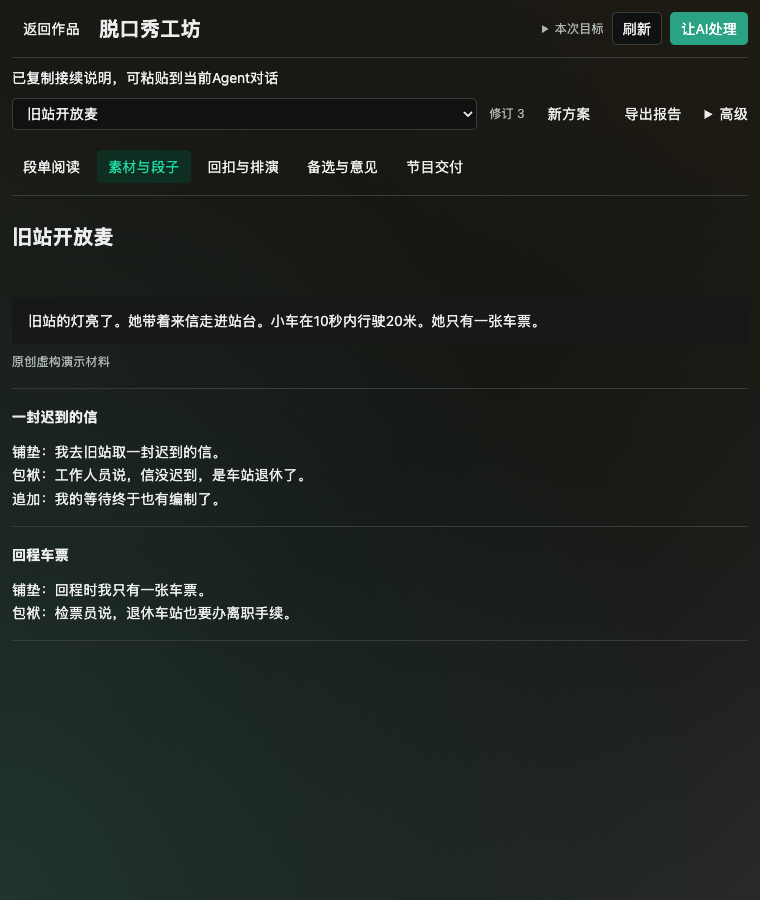 返回作品 脱口秀工坊 ▶ 本次目标 刷新 让AI处理
已复制接续说明，可粘贴到当前Agent对话
旧站开放麦 修订 3 新方案 导出报告 ▶ 高级
段单阅读 素材与段子 回扣与排演 备选与意见 节目交付
旧站开放麦
旧站的灯亮了。她带着来信走进站台。小车在10秒内行驶20米。她只有一张车票。
原创虚构演示材料
一封迟到的信
铺垫：我去旧站取一封迟到的信。
包袱：工作人员说，信没迟到，是车站退休了。
追加：我的等待终于也有编制了。
回程车票
铺垫：回程时我只有一张车票。
包袱：检票员说，退休车站也要办离职手续。